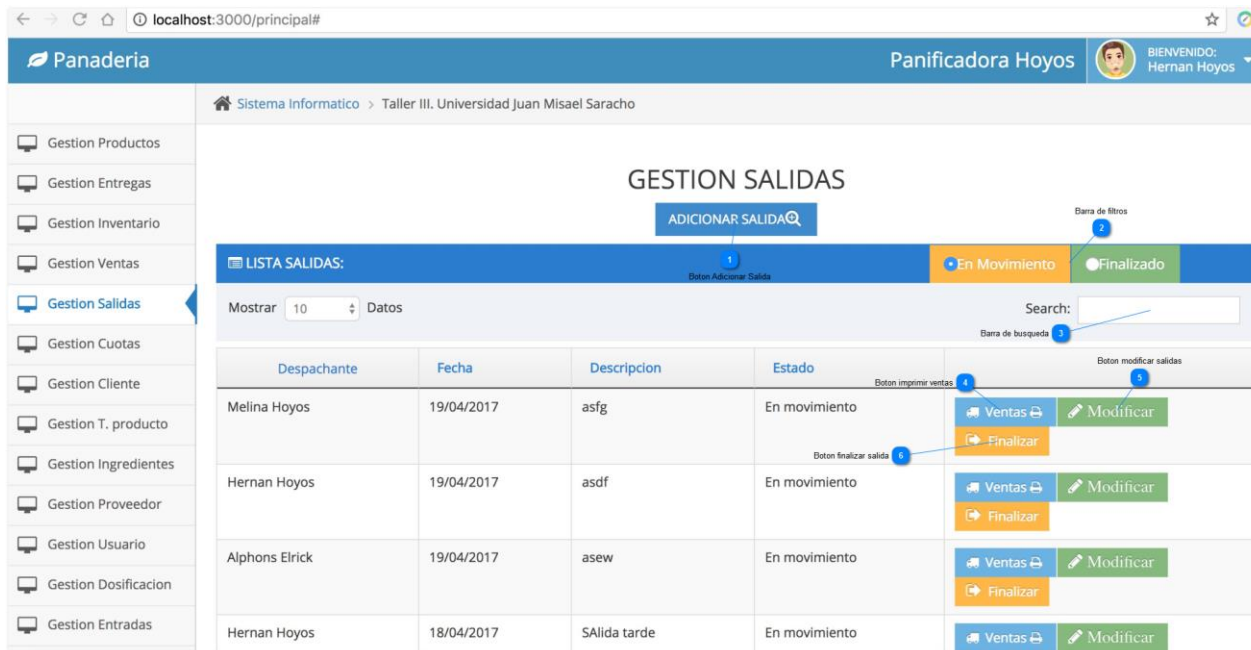 localhost:3000/principal#
Panaderia
Panificadora Hoyos
BIENVENIDO:
Hernan Hoyos
Sistema Informatico > Taller III. Universidad Juan Misael Saracho
Gestion Productos
Gestion Entregas
Gestion Inventario
Gestion Ventas
Gestion Salidas
Gestion Cuotas
Gestion Cliente
Gestion T. producto
Gestion Ingredientes
Gestion Proveedor
Gestion Usuario
Gestion Dosificacion
Gestion Entradas
GESTION SALIDAS
ADICIONAR SALIDA
1
Boton Adicionar Salida
Barra de filtros
2
LISTA SALIDAS:
En Movimiento
Finalizado
Mostrar 10 Datos
Search:
Barra de busqueda 3
Despachante Fecha Descripcion Estado
Boton imprimir ventas 4
Boton modificar salidas
5
Melina Hoyos 19/04/2017 asfg En movimiento Ventas Modificar
Finalizar
Boton finalizar salida 6
Hernan Hoyos 19/04/2017 asdf En movimiento Ventas Modificar
Finalizar
Alphons Elrick 19/04/2017 asew En movimiento Ventas Modificar
Finalizar
Hernan Hoyos 18/04/2017 SAlida tarde En movimiento Ventas Modificar